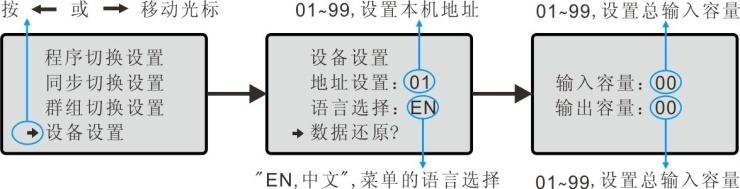 按 ← 或 → 移动光标
01~99,设置本机地址
01~99,设置总输入容量
程序切换设置
同步切换设置
群组切换设置
➔设备设置
设备设置
地址设置：01
语言选择：EN
➔数据还原?
输入容量：00
输出容量：00
"EN,中文",菜单的语言选择
01~99,设置总输入容量